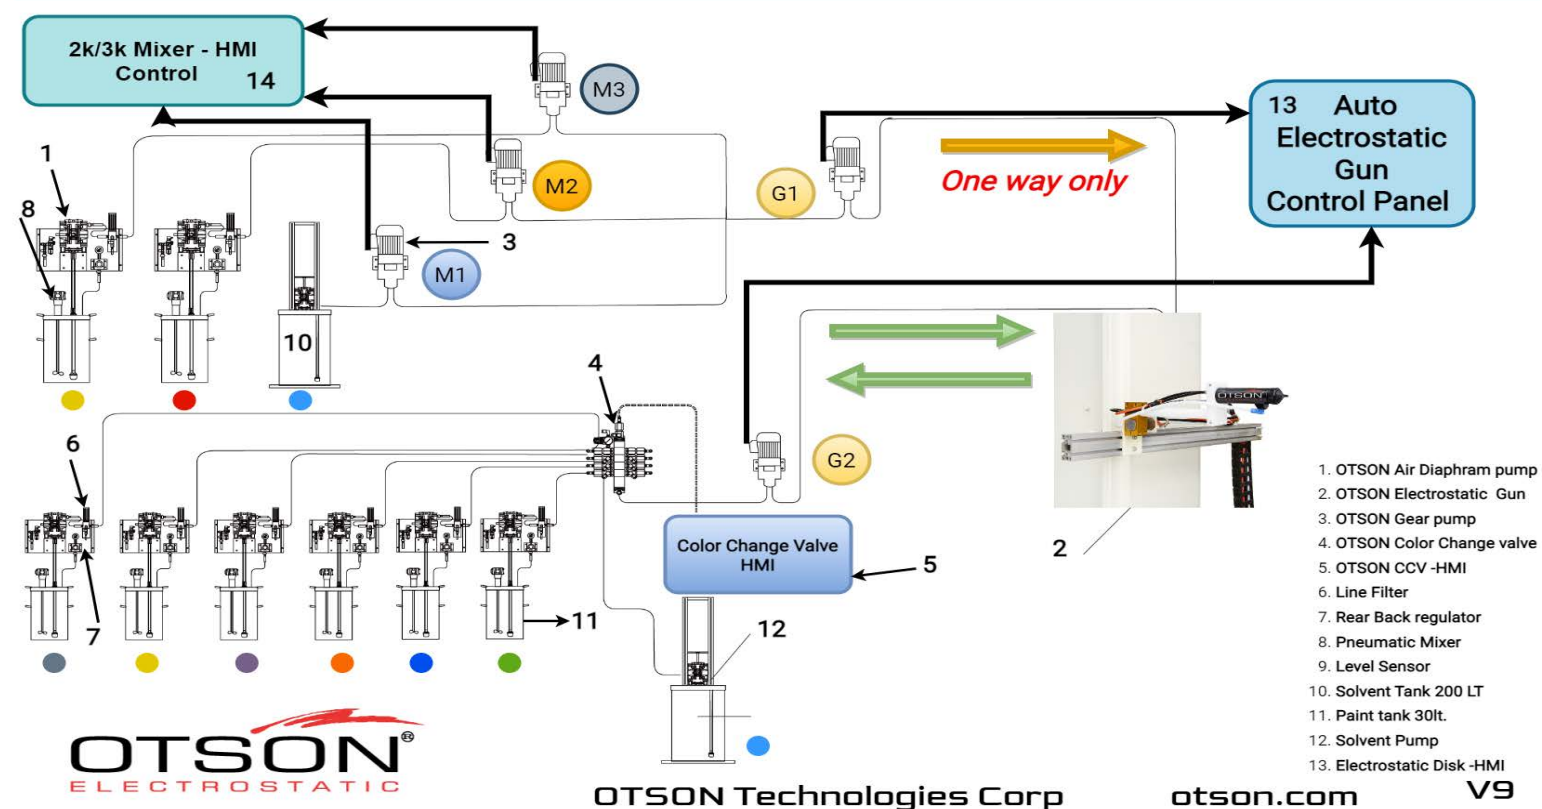 2k/3k Mixer - HMI
Control 14
M3
13 Auto
Electrostatic
Gun
Control Panel
1
M2
G1
One way only
8
3
M1
10
4
6
G2
OTSON
1. OTSON Air Diaphram pump
2. OTSON Electrostatic Gun
3. OTSON Gear pump
4. OTSON Color Change valve
5. OTSON CCV -HMI
6. Line Filter
7. Rear Back regulator
8. Pneumatic Mixer
9. Level Sensor
10. Solvent Tank 200 LT
11. Paint tank 30lt.
12. Solvent Pump
13. Electrostatic Disk -HMI
Color Change Valve
HMI
5
2
7
11
12
OTSON®
ELECTROSTATIC
OTSON Technologies Corp
otson.com
V9